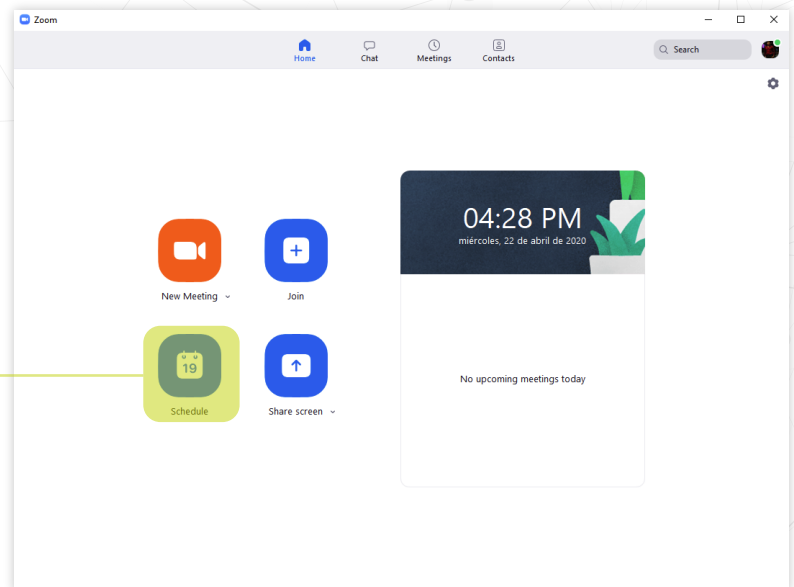 Zoom
Home
Chat
Meetings
Contacts
Search
04:28 PM
miércoles, 22 de abril de 2020
New Meeting
Join
19
Schedule
Share screen
No upcoming meetings today